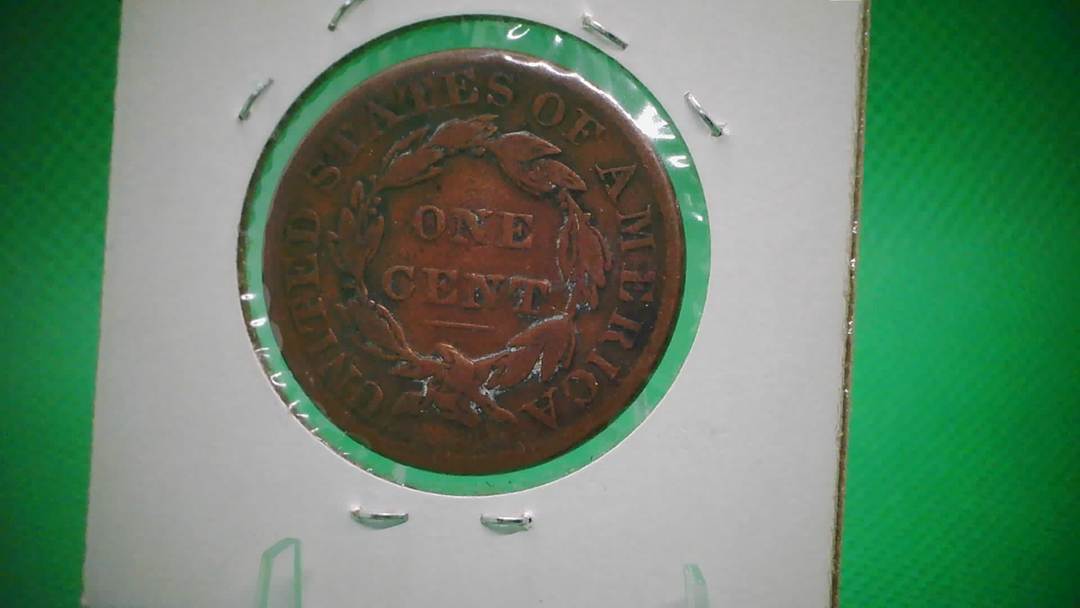 UNITED STATES OF AMERICA
ONE
CENT